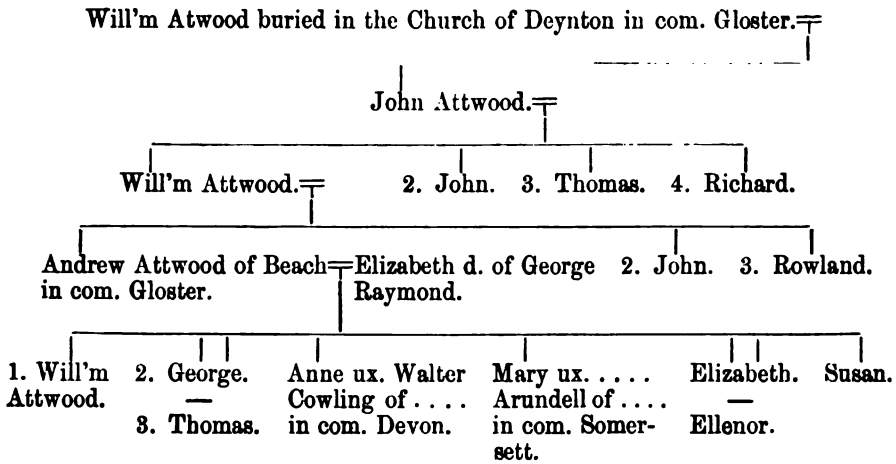 Will'm Atwood buried in the Church of Deynton in com. Gloster.
John Attwood.
Will'm Attwood. 2. John. 3. Thomas. 4. Richard.
Andrew Attwood of Beach Elizabeth d. of George 2. John. 3. Rowland.
in com. Gloster. Raymond.
1. Will'm 2. George. Anne ux. Walter Mary ux. . . . . . Elizabeth. Susan.
Attwood. — Cowling of . . . . Arundell of . . . . —
3. Thomas. in com. Devon. in com. Somer- Ellenor.
sett.